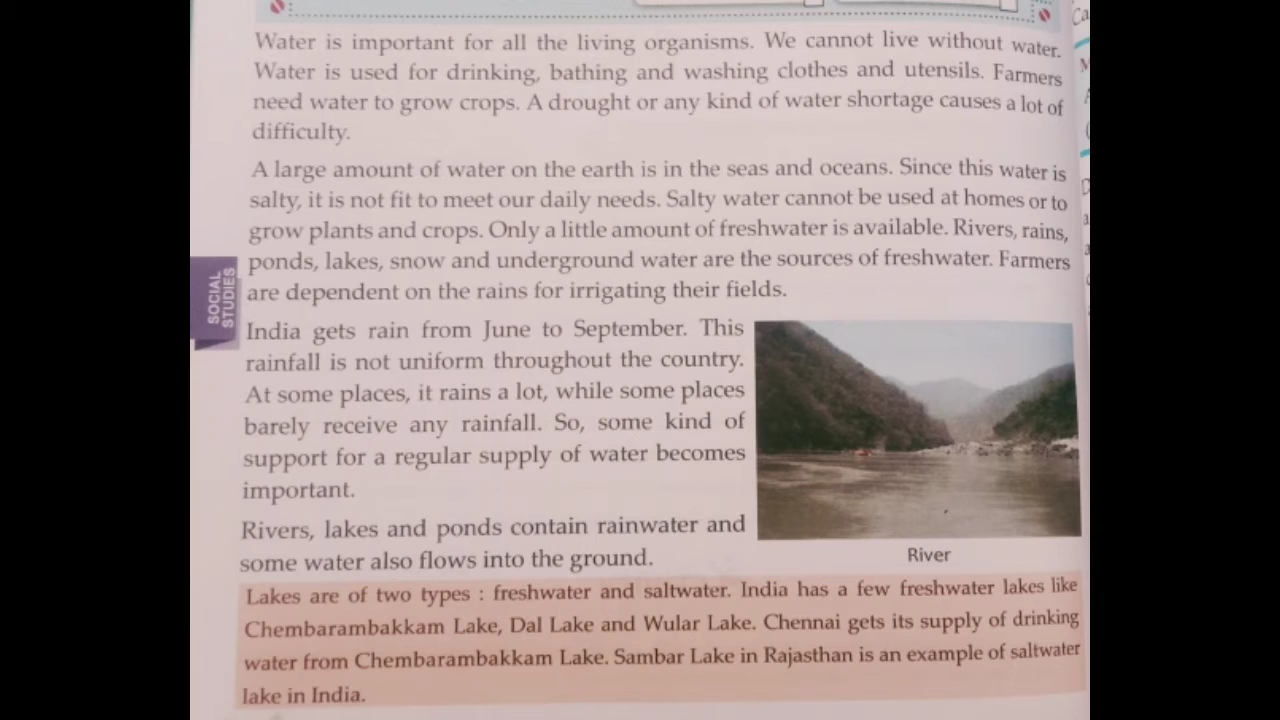 Water is important for all the living organisms. We cannot live without water.
Water is used for drinking, bathing and washing clothes and utensils. Farmers
need water to grow crops. A drought or any kind of water shortage causes a lot of
difficulty.
A large amount of water on the earth is in the seas and oceans. Since this water is
salty, it is not fit to meet our daily needs. Salty water cannot be used at homes or to
grow plants and crops. Only a little amount of freshwater is available. Rivers, rains,
ponds, lakes, snow and underground water are the sources of freshwater. Farmers
are dependent on the rains for irrigating their fields.
SOCIAL
STUDIES
India gets rain from June to September. This
rainfall is not uniform throughout the country.
At some places, it rains a lot, while some places
barely receive any rainfall. So, some kind of
support for a regular supply of water becomes
important.
Rivers, lakes and ponds contain rainwater and
some water also flows into the ground.
River
Lakes are of two types : freshwater and saltwater. India has a few freshwater lakes like
Chembarambakkam Lake, Dal Lake and Wular Lake. Chennai gets its supply of drinking
water from Chembarambakkam Lake. Sambar Lake in Rajasthan is an example of saltwater
lake in India.